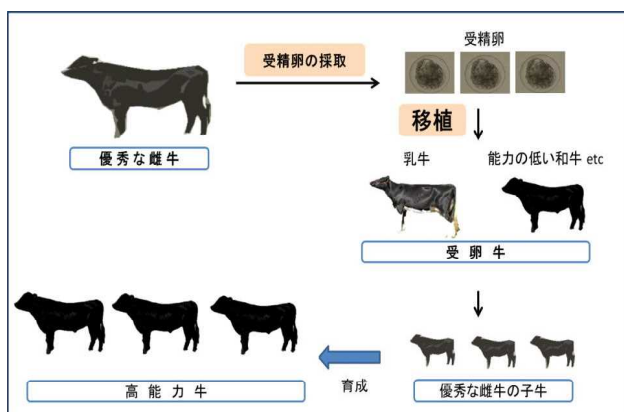 受精卵の採取
受精卵
優秀な雌牛
移植
乳牛
能力の低い和牛 etc
受卵牛
優秀な雌牛の子牛
育成
高能力牛